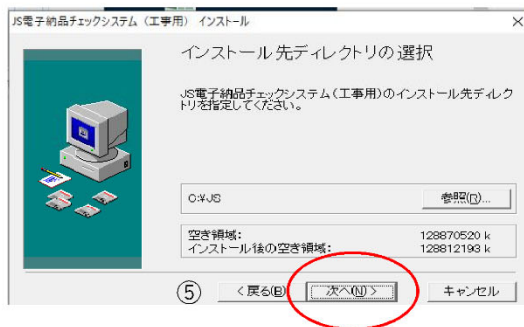 JS電子納品チェックシステム（工事用） インストール
インストール先ディレクトリの選択
JS電子納品チェックシステム（工事用）のインストール先ディレク
トリを指定してください。
C:¥JS
参照(R)...
空き領域: 128870520 k
インストール後の空き領域: 128812193 k
⑤ < 戻る(B) 次へ(N) > キャンセル